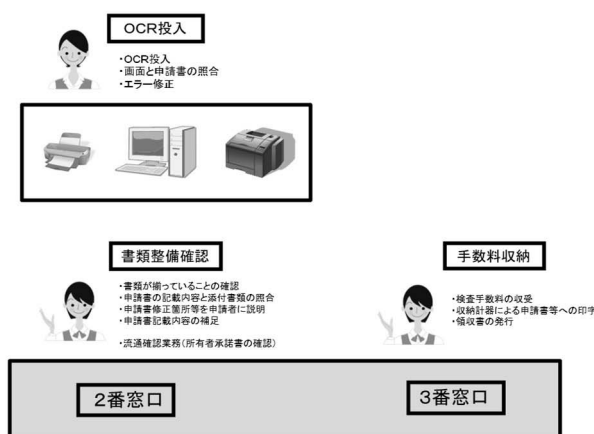 OCR投入
・OCR投入
・画面と申請書の照合
・エラー修正
書類整備確認
・書類が揃っていることの確認
・申請書の記載内容と添付書類の照合
・申請書修正箇所等を申請者に説明
・申請書記載内容の補足
・流通確認業務(所有者承諾書の確認)
手数料収納
・検査手数料の収受
・収納計器による申請書等への印字
・領収書の発行
2番窓口
3番窓口